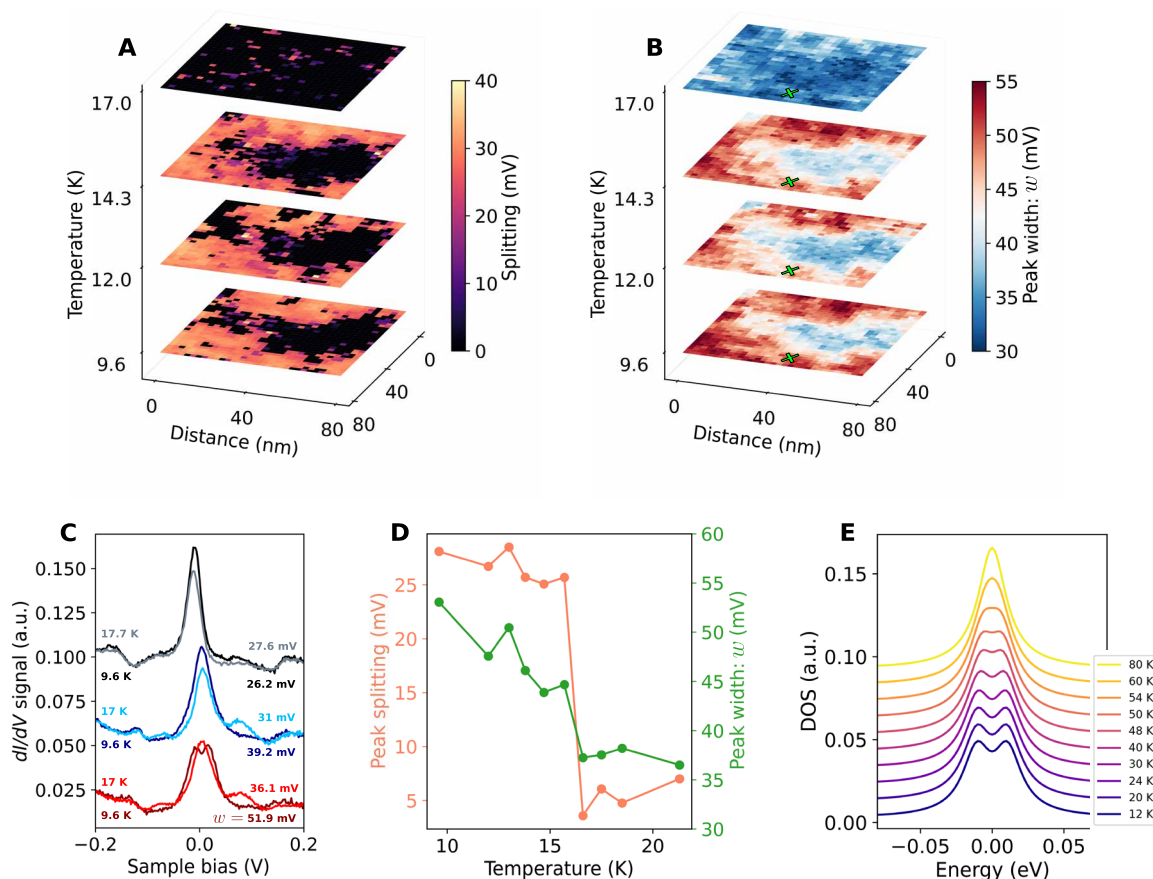 A
17.0
14.3
12.0
9.6
Temperature (K)
0
40
80
Distance (nm)
80
40
0
40
30
20
10
0
Splitting (mV)
B
17.0
14.3
12.0
9.6
Temperature (K)
0
40
80
Distance (nm)
80
40
0
55
50
45
40
35
30
Peak width: w (mV)
C
0.150
0.125
0.100
0.075
0.050
0.025
dI/dV signal (a.u.)
17.7 K
27.6 mV
9.6 K
26.2 mV
17 K
31 mV
9.6 K
39.2 mV
17 K
36.1 mV
9.6 K
w = 51.9 mV
−0.2
0.0
0.2
Sample bias (V)
D
25
20
15
10
5
Peak splitting (mV)
60
55
50
45
40
35
30
Peak width: w (mV)
10
15
20
Temperature (K)
E
0.15
0.10
0.05
0.00
DOS (a.u.)
80 K
60 K
54 K
50 K
48 K
40 K
30 K
24 K
20 K
12 K
−0.05
0.00
0.05
Energy (eV)